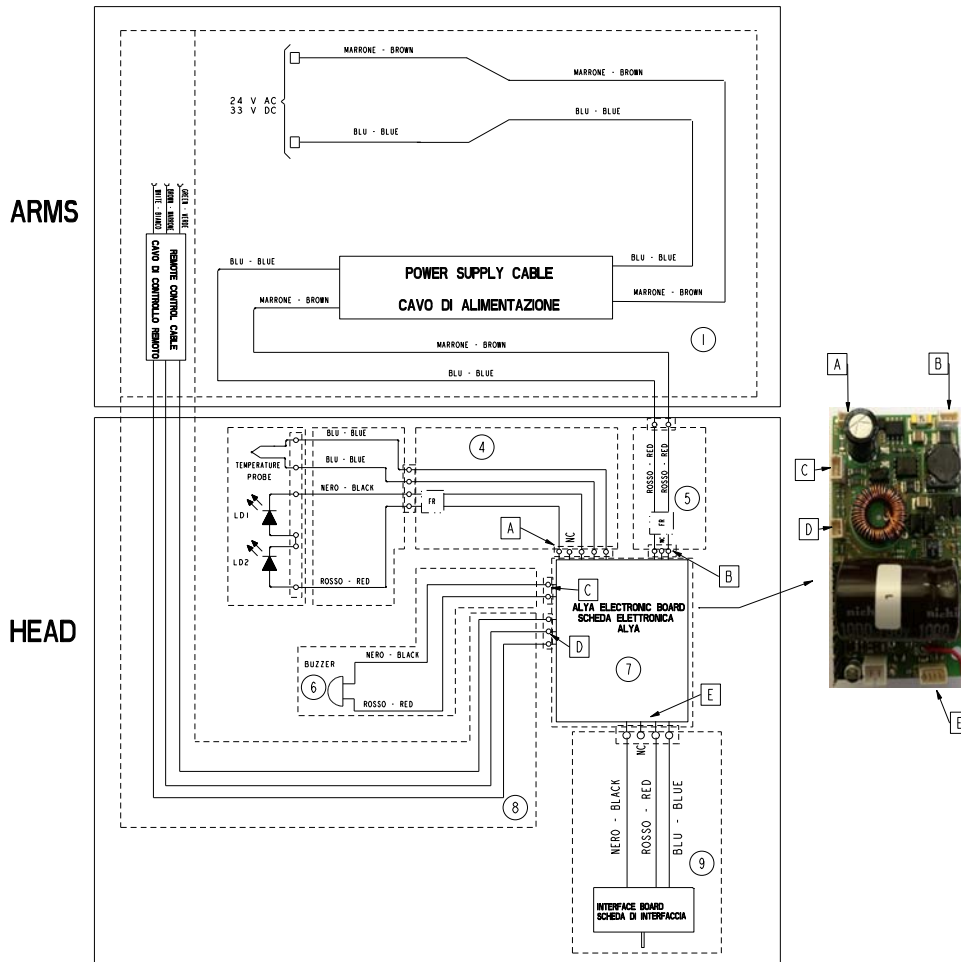 ARMS
MARRONE - BROWN
MARRONE - BROWN
24 V AC
33 V DC
BLU - BLUE
BLU - BLUE
GREEN - VERDE
BROWN - MARRONE
WHITE - BIANCO
REMOTE CONTROL CABLE
CAVO DI CONTROLLO REMOTO
BLU - BLUE
BLU - BLUE
POWER SUPPLY CABLE
CAVO DI ALIMENTAZIONE
MARRONE - BROWN
MARRONE - BROWN
MARRONE - BROWN
BLU - BLUE
1
A
B
C
D
E
HEAD
BLU - BLUE
BLU - BLUE
TEMPERATURE
PROBE
NERO - BLACK
LD1
LD2
ROSSO - RED
FR
4
ROSSO - RED
ROSSO - RED
5
FR
NC
A
NC
B
C
ALYA ELECTRONIC BOARD
SCHEDA ELETTRONICA
ALYA
D
7
E
BUZZER
6
NERO - BLACK
ROSSO - RED
8
NC
NERO - BLACK
ROSSO - RED
BLU - BLUE
9
INTERFACE BOARD
SCHEDA DI INTERFACCIA